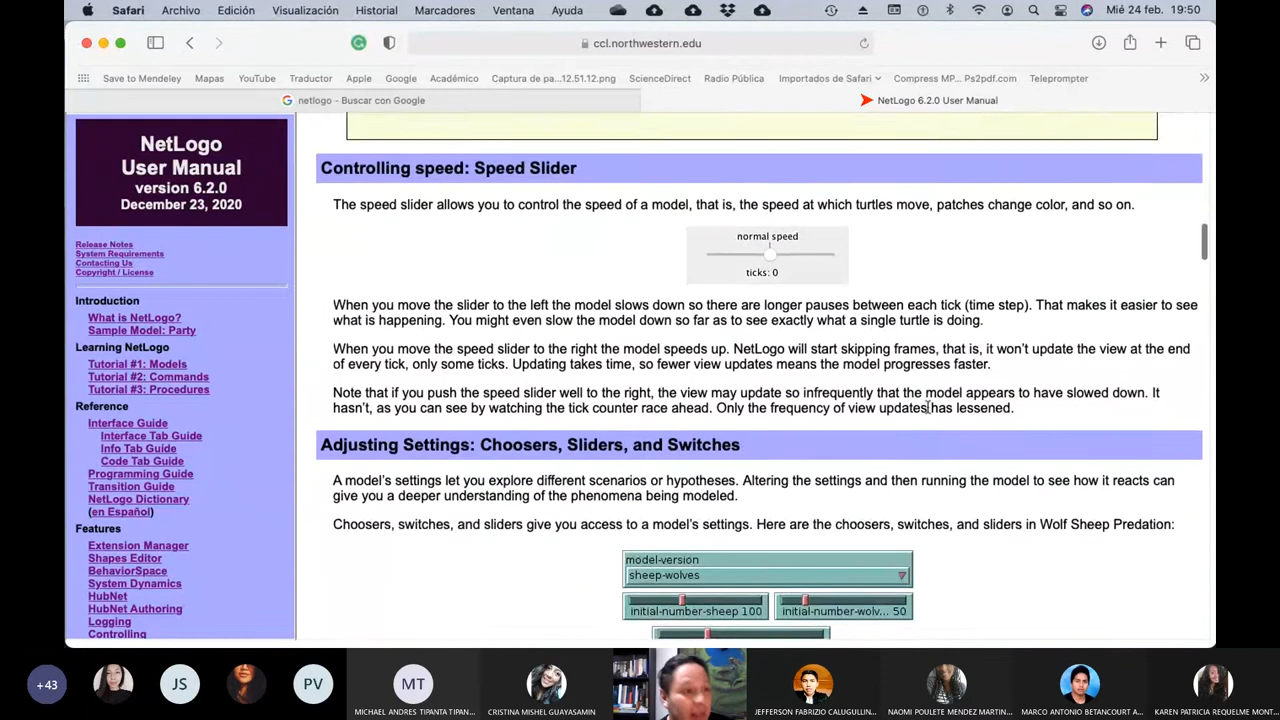 Safari Archivo Edición Visualización Historial Marcadores Ventana Ayuda Mié 24 feb. 19:50
ccl.northwestern.edu
Save to Mendeley Mapas YouTube Traductor Apple Google Académico Captura de pa...12.51.12.png ScienceDirect Radio Pública Importados de Safari Compress MP... Ps2pdf.com Teleprompter
netlogo - Buscar con Google
NetLogo 6.2.0 User Manual
NetLogo
User Manual
version 6.2.0
December 23, 2020
Release Notes
System Requirements
Contacting Us
Copyright / License
Introduction
What is NetLogo?
Sample Model: Party
Learning NetLogo
Tutorial #1: Models
Tutorial #2: Commands
Tutorial #3: Procedures
Reference
Interface Guide
Interface Tab Guide
Info Tab Guide
Code Tab Guide
Programming Guide
Transition Guide
NetLogo Dictionary
(en Español)
Features
Extension Manager
Shapes Editor
BehaviorSpace
System Dynamics
HubNet
HubNet Authoring
Logging
Controlling
Controlling speed: Speed Slider
The speed slider allows you to control the speed of a model, that is, the speed at which turtles move, patches change color, and so on.
normal speed
ticks: 0
When you move the slider to the left the model slows down so there are longer pauses between each tick (time step). That makes it easier to see
what is happening. You might even slow the model down so far as to see exactly what a single turtle is doing.
When you move the speed slider to the right the model speeds up. NetLogo will start skipping frames, that is, it won't update the view at the end
of every tick, only some ticks. Updating takes time, so fewer view updates means the model progresses faster.
Note that if you push the speed slider well to the right, the view may update so infrequently that the model appears to have slowed down. It
hasn't, as you can see by watching the tick counter race ahead. Only the frequency of view updates has lessened.
Adjusting Settings: Choosers, Sliders, and Switches
A model's settings let you explore different scenarios or hypotheses. Altering the settings and then running the model to see how it reacts can
give you a deeper understanding of the phenomena being modeled.
Choosers, switches, and sliders give you access to a model's settings. Here are the choosers, switches, and sliders in Wolf Sheep Predation:
model-version
sheep-wolves
initial-number-sheep 100
initial-number-wolv... 50
+43
JS
PV
MT
MICHAEL ANDRES TIPANTA TIPAN...
CRISTINA MISHEL GUAYASAMIN
JEFFERSON FABRIZIO CALUGULLIN...
NAOMI POULETE MENDEZ MARTIN...
MARCO ANTONIO BETANCOURT A...
KAREN PATRICIA REQUELME MONT...